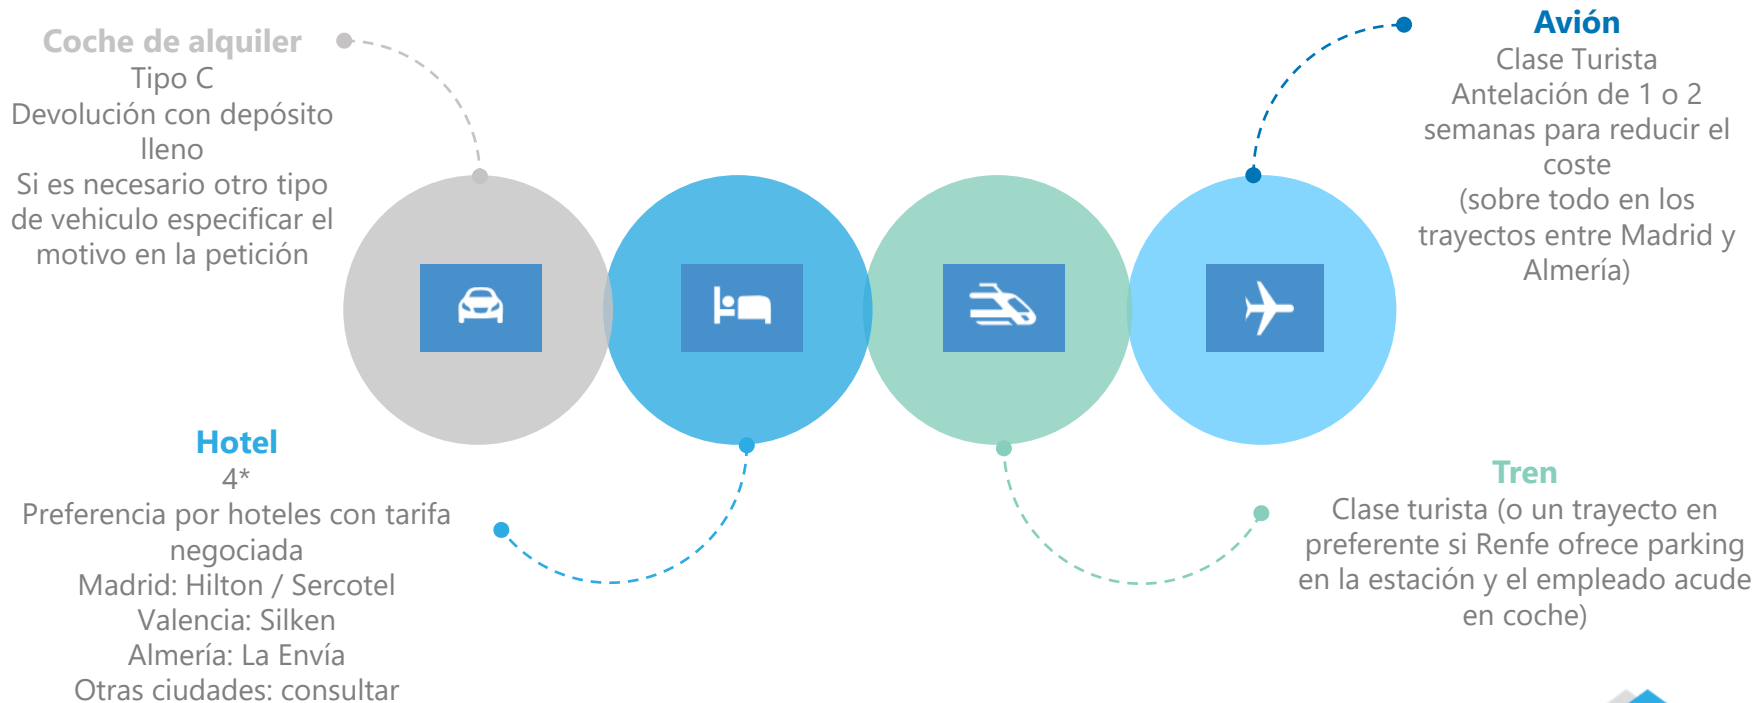 Coche de alquiler
Tipo C
Devolución con depósito
lleno
Si es necesario otro tipo
de vehiculo especificar el
motivo en la petición
Avión
Clase Turista
Antelación de 1 o 2
semanas para reducir el
coste
(sobre todo en los
trayectos entre Madrid y
Almería)
Hotel
4*
Preferencia por hoteles con tarifa
negociada
Madrid: Hilton / Sercotel
Valencia: Silken
Almería: La Envía
Otras ciudades: consultar
Tren
Clase turista (o un trayecto en
preferente si Renfe ofrece parking
en la estación y el empleado acude
en coche)